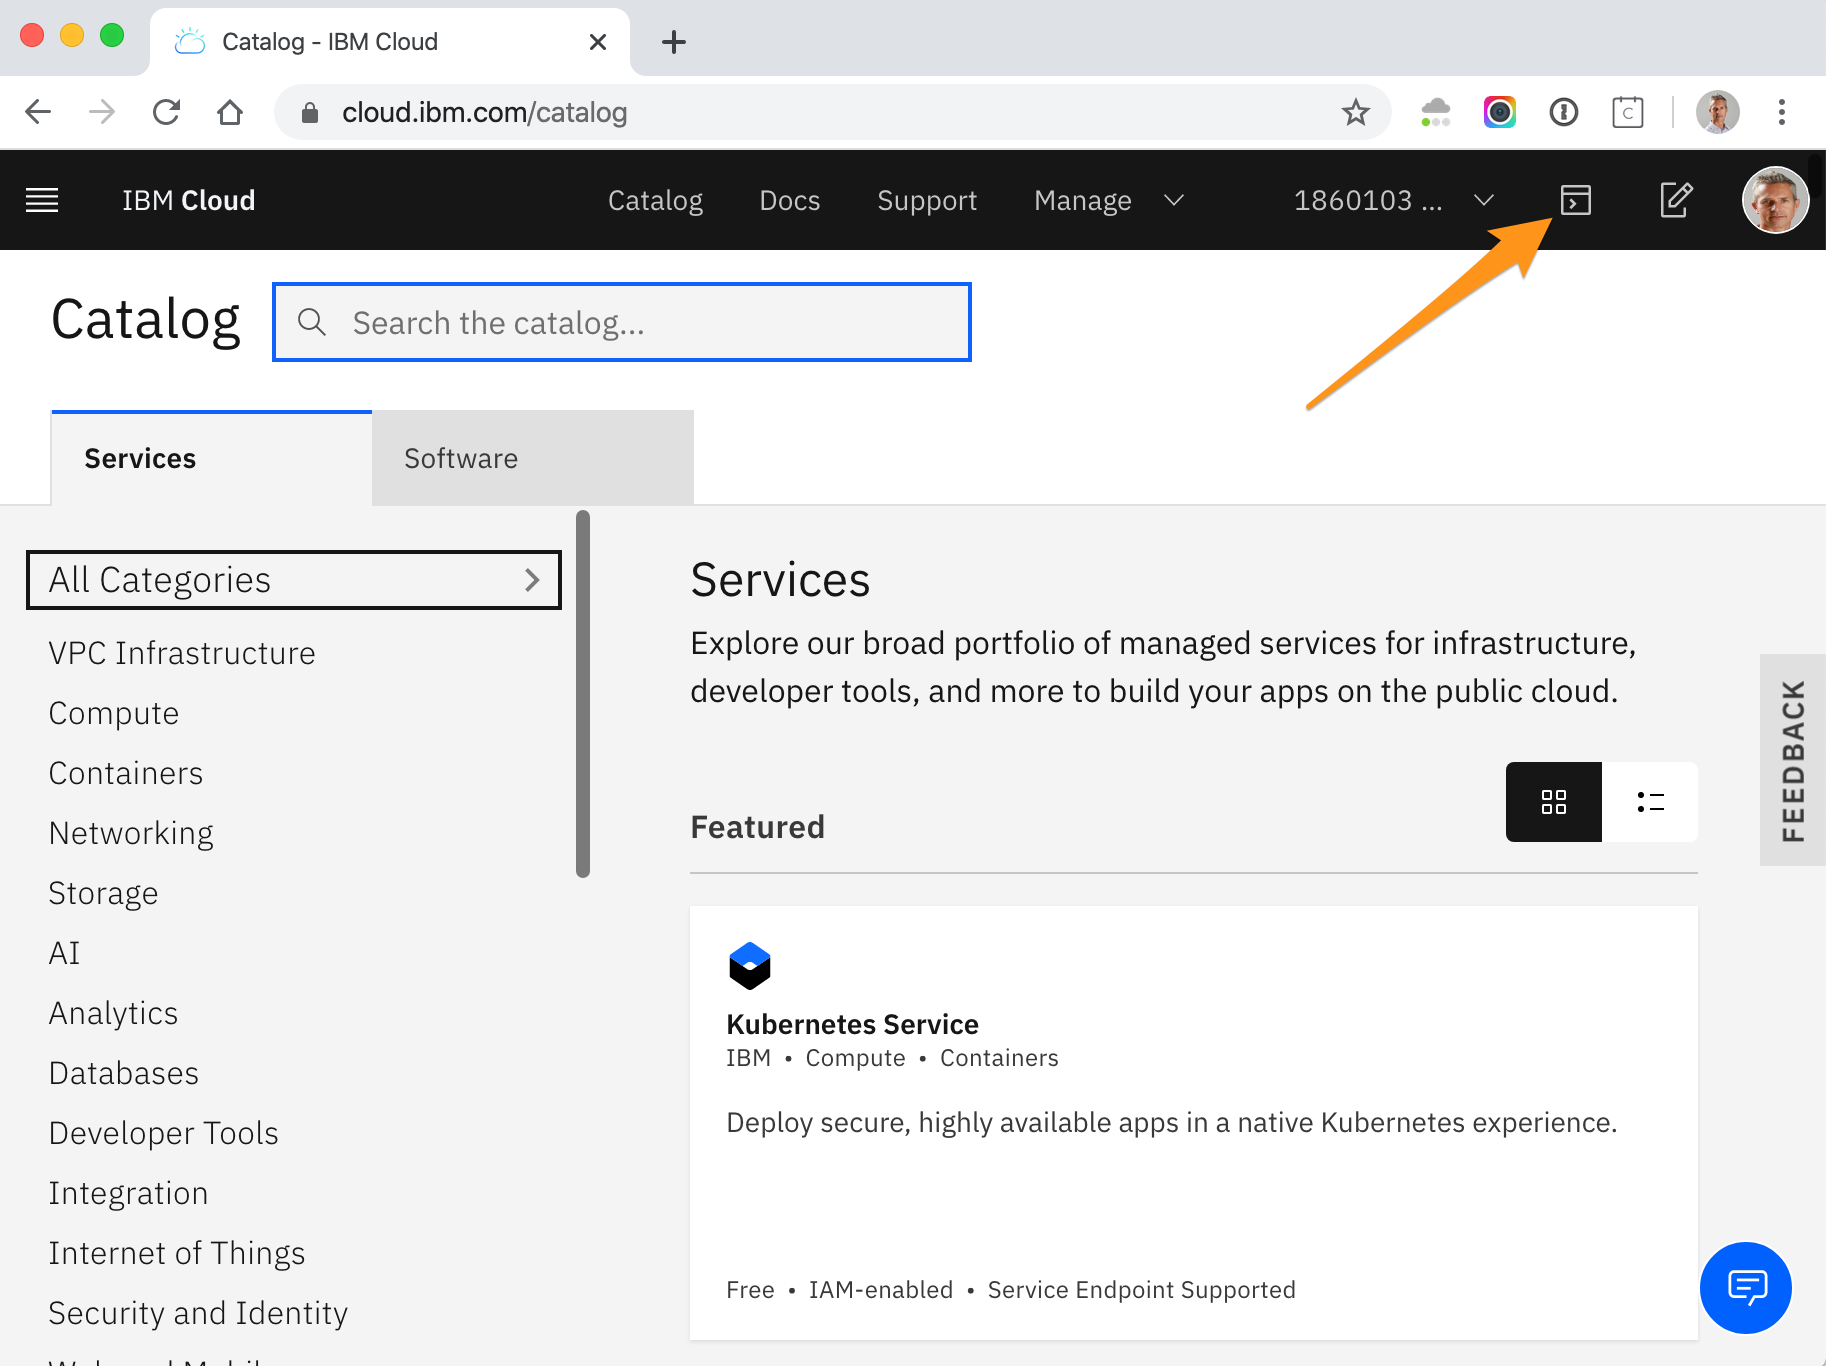 Catalog - IBM Cloud
cloud.ibm.com/catalog
C
IBM Cloud
Catalog
Docs
Support
Manage
1860103 ...
Catalog
Search the catalog...
Services
Software
All Categories
VPC Infrastructure
Compute
Containers
Networking
Storage
AI
Analytics
Databases
Developer Tools
Integration
Internet of Things
Security and Identity
Services
Explore our broad portfolio of managed services for infrastructure,
developer tools, and more to build your apps on the public cloud.
Featured
Kubernetes Service
IBM • Compute • Containers
Deploy secure, highly available apps in a native Kubernetes experience.
Free • IAM-enabled • Service Endpoint Supported
FEEDBACK